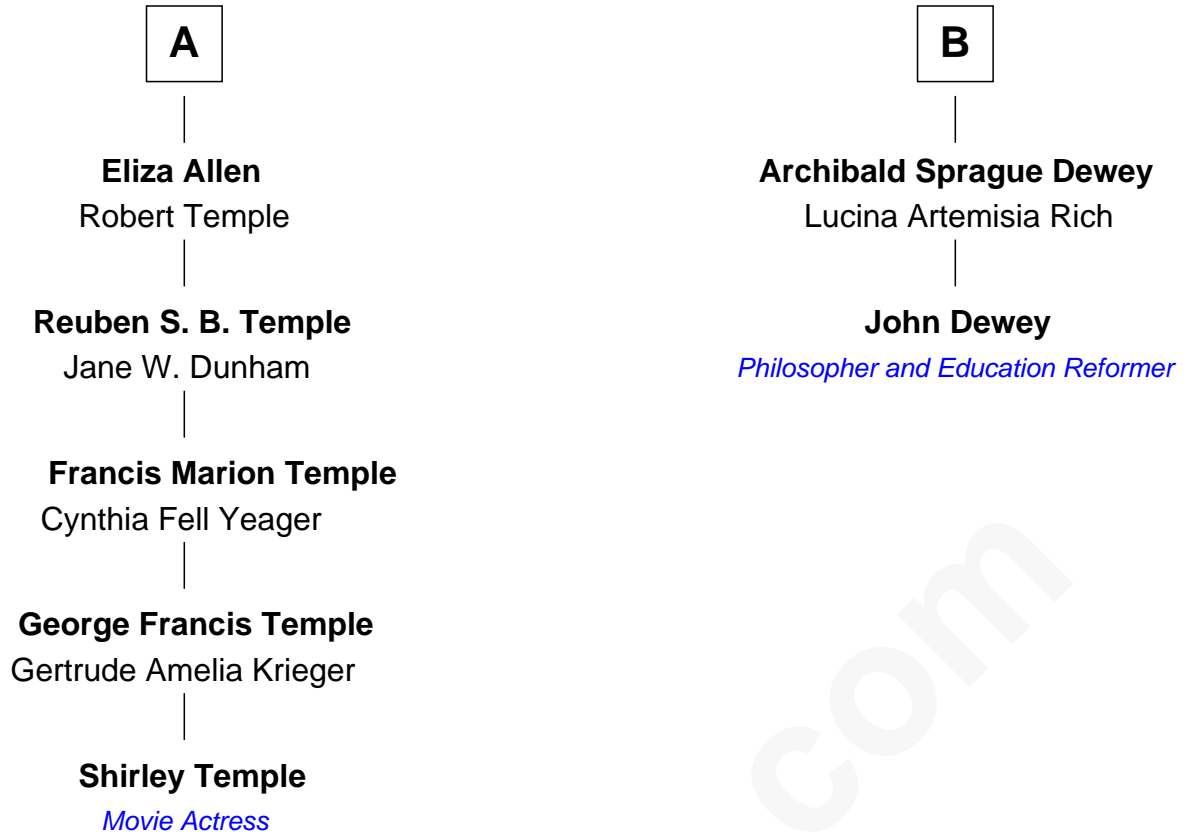 A
Eliza Allen
Robert Temple
Reuben S. B. Temple
Jane W. Dunham
Francis Marion Temple
Cynthia Fell Yeager
George Francis Temple
Gertrude Amelia Krieger
Shirley Temple
Movie Actress
B
Archibald Sprague Dewey
Lucina Artemisia Rich
John Dewey
Philosopher and Education Reformer
com